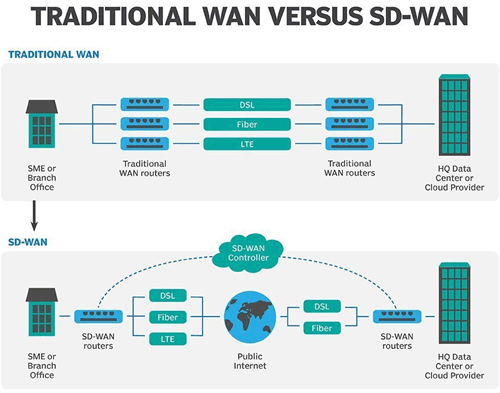 TRADITIONAL WAN VERSUS SD-WAN
TRADITIONAL WAN
DSL
Fiber
LTE
SME or
Branch
Office
Traditional
WAN routers
Traditional
WAN routers
HQ Data
Center or
Cloud Provider
SD-WAN
SD-WAN
Controller
DSL
Fiber
LTE
DSL
Fiber
SD-WAN
routers
Public
Internet
SD-WAN
routers
SME or
Branch
Office
HQ Data
Center or
Cloud Provider